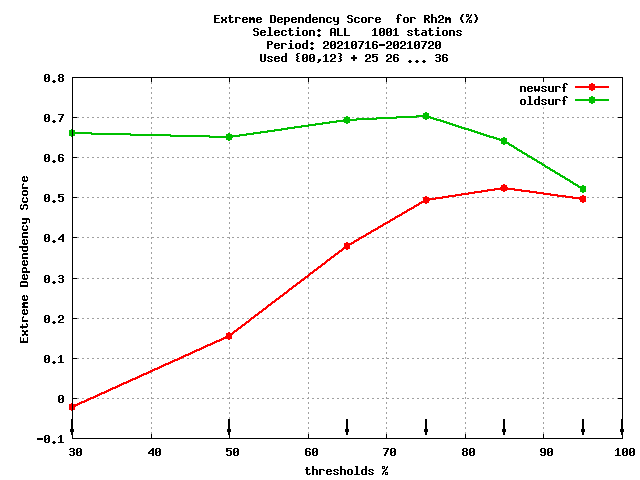 Extreme Dependency Score  for Rh2m (%)
Selection: ALL   1001 stations
Period: 20210716-20210720
Used {00,12} + 25 26 ... 36
newsurf
oldsurf
0.8
0.7
0.6
0.5
0.4
0.3
0.2
0.1
0
-0.1
Extreme Dependency Score
30 40 50 60 70 80 90 100
thresholds %